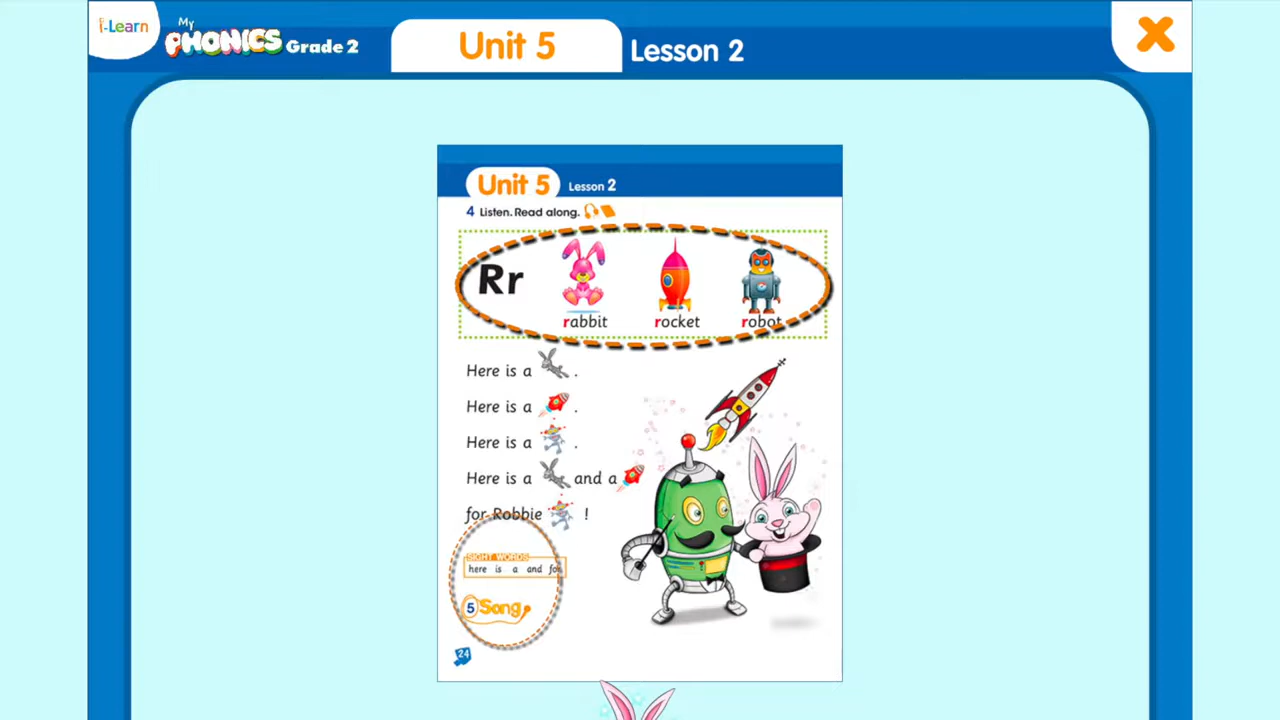 i-Learn
My
PHONICS Grade 2
Unit 5 Lesson 2
Unit 5 Lesson 2
4 Listen. Read along.
Rr
rabbit rocket robot
Here is a .
Here is a .
Here is a .
Here is a and a
for Robbie !
SIGHT WORDS
here is a and for
5 Song
24